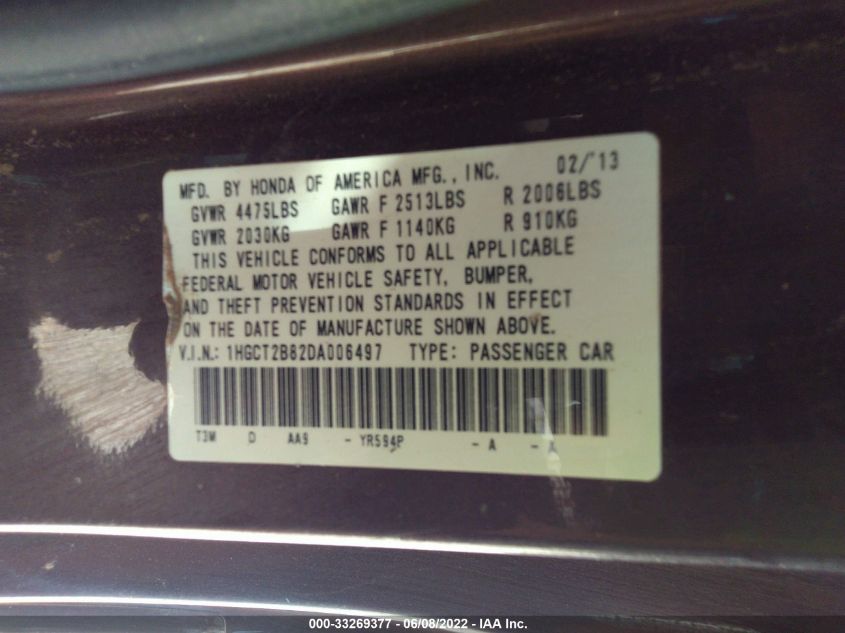 MFD. BY HONDA OF AMERICA MFG., INC. 02/'13
GVWR 4475LBS GAWR F 2513LBS R 2006LBS
GVWR 2030KG GAWR F 1140KG R 910KG
THIS VEHICLE CONFORMS TO ALL APPLICABLE
FEDERAL MOTOR VEHICLE SAFETY, BUMPER,
AND THEFT PREVENTION STANDARDS IN EFFECT
ON THE DATE OF MANUFACTURE SHOWN ABOVE.
V.I.N.: 1HGCT2B82DA006497 TYPE: PASSENGER CAR
T3W D AA9 - YR594P - A -
000-33269377 - 06/08/2022 - IAA Inc.